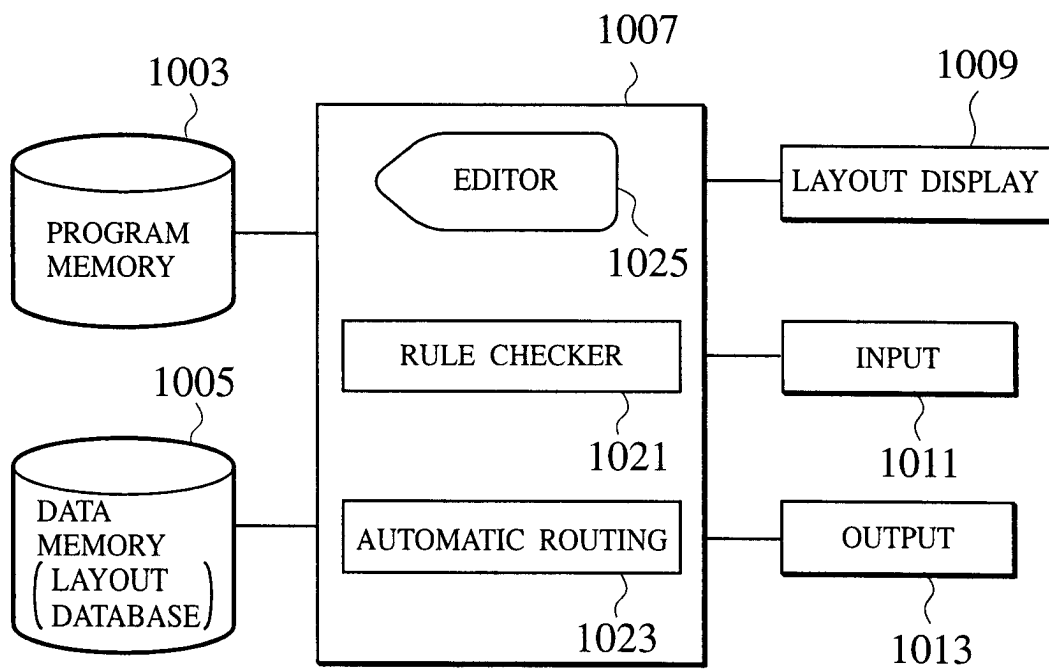 1007
1003
1009
EDITOR
LAYOUT DISPLAY
PROGRAM
MEMORY
1025
RULE CHECKER
INPUT
1005
1021
1011
DATA
MEMORY
(LAYOUT
DATABASE)
AUTOMATIC ROUTING
OUTPUT
1023
1013